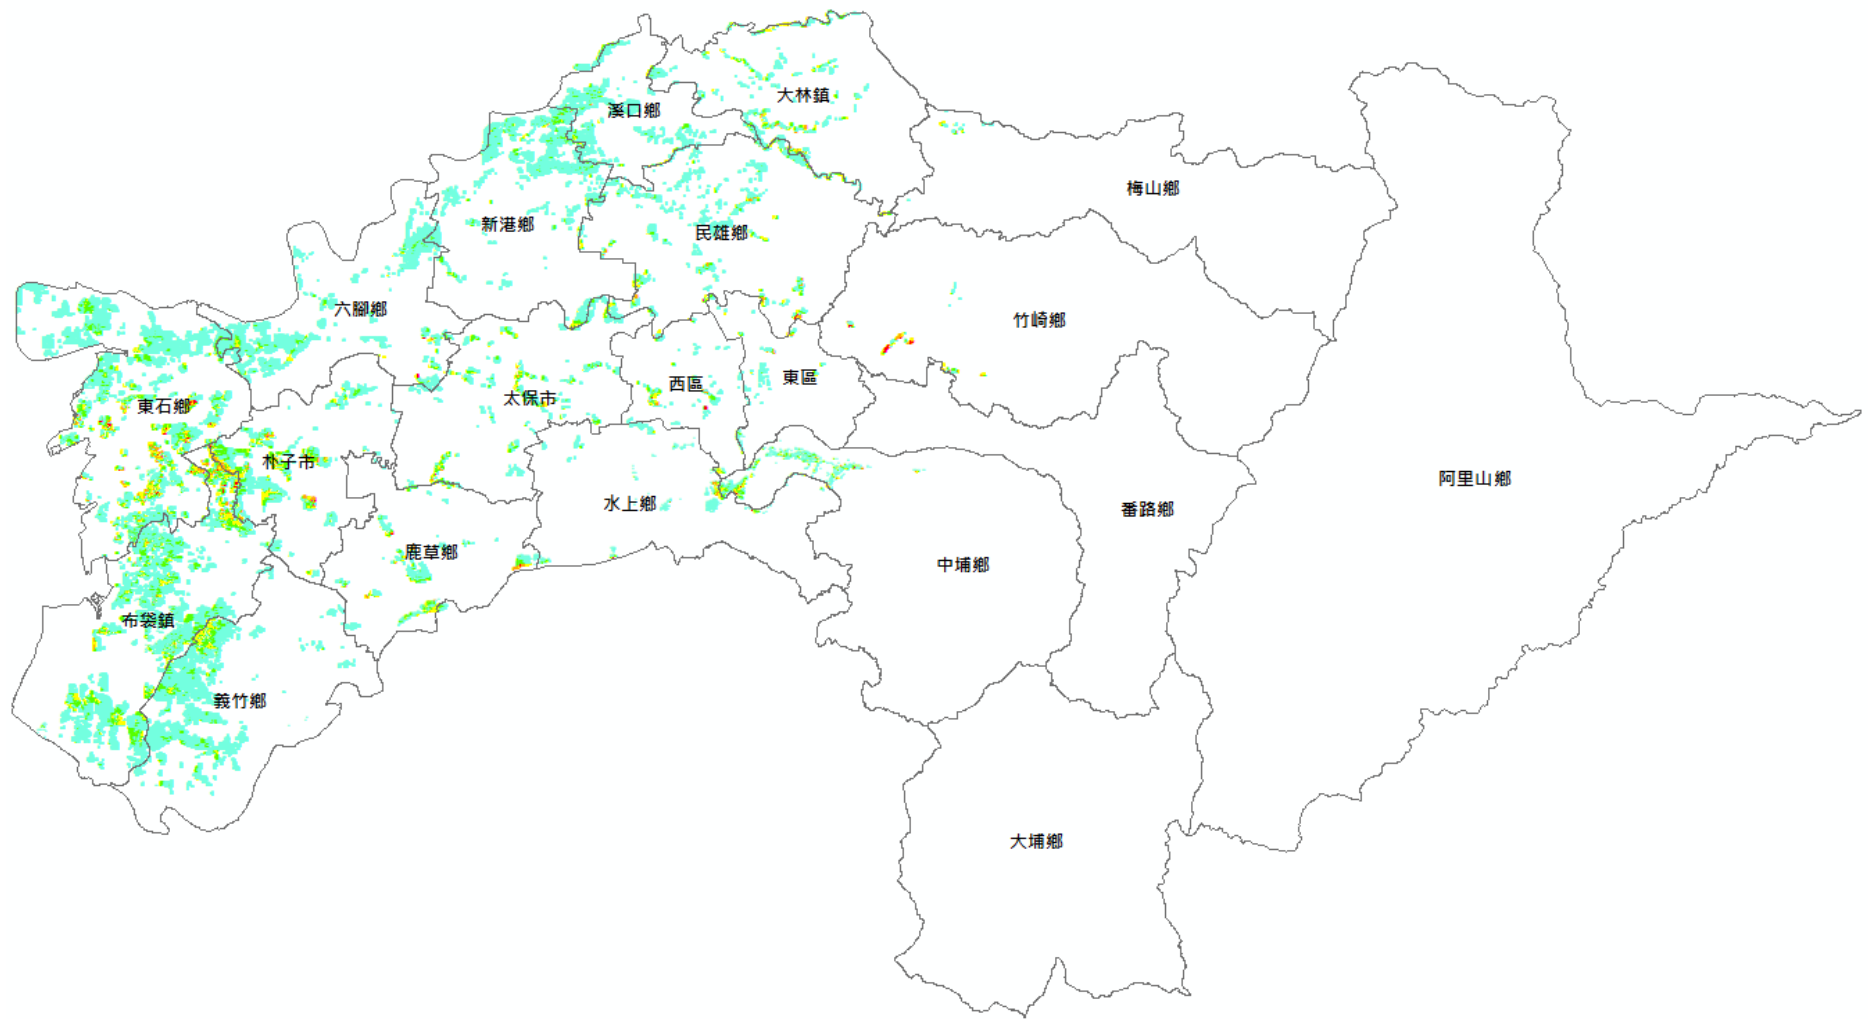 大林鎮
溪口鄉
梅山鄉
新港鄉
民雄鄉
六腳鄉
竹崎鄉
西區
東區
太保市
東石鄉
朴子市
阿里山鄉
水上鄉
番路鄉
鹿草鄉
中埔鄉
布袋鎮
義竹鄉
大埔鄉